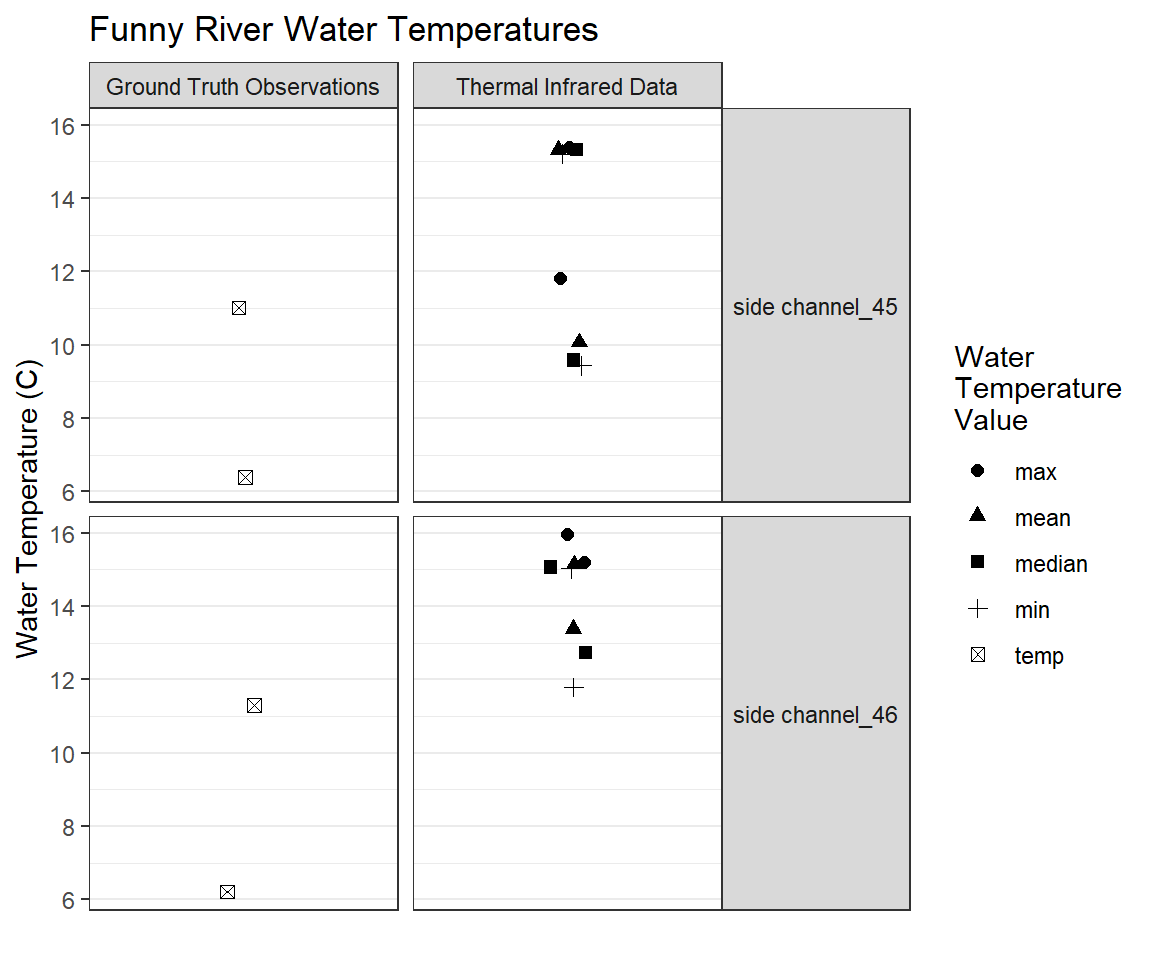 Funny River Water Temperatures
Ground Truth Observations
Thermal Infrared Data
Water Temperature (C)
16
14
12
10
8
6
side channel_45
16
14
12
10
8
6
side channel_46
Water
Temperature
Value
max
mean
median
min
temp